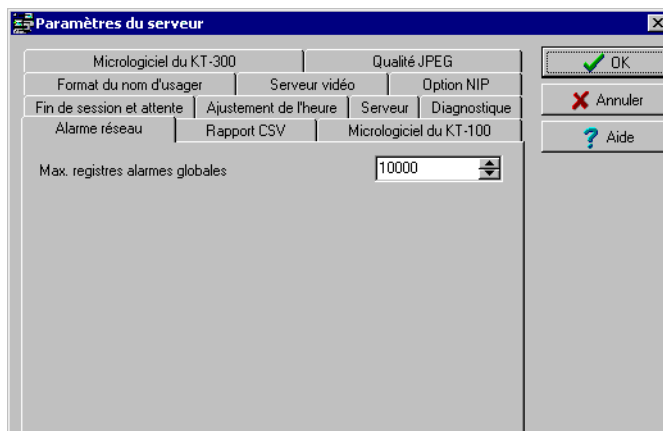 Paramètres du serveur
Micrologiciel du KT-300 Qualité JPEG
Format du nom d'usager Serveur vidéo Option NIP
Fin de session et attente Ajustement de l'heure Serveur Diagnostique
Alarme réseau Rapport CSV Micrologiciel du KT-100
Max. registres alarmes globales 10000
OK
Annuler
Aide